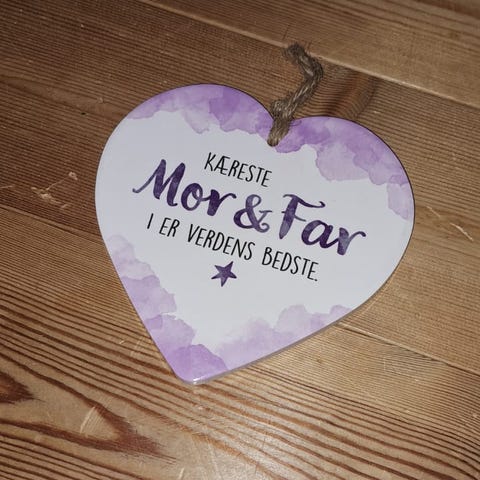 KÆRESTE
Mor & Far
I ER VERDENS BEDSTE.